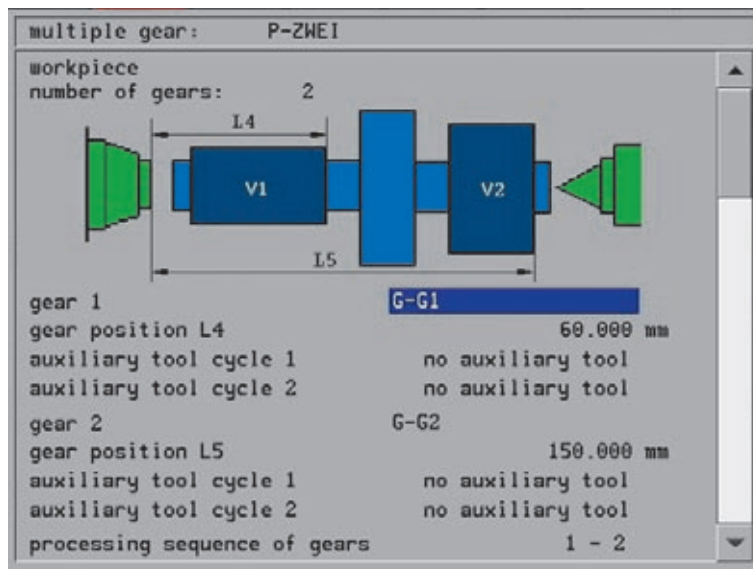 multiple gear: P-ZWEI
workpiece
number of gears: 2
L4
V1 V2
L5
gear 1 G-G1
gear position L4 60.000 mm
auxiliary tool cycle 1 no auxiliary tool
auxiliary tool cycle 2 no auxiliary tool
gear 2 G-G2
gear position L5 150.000 mm
auxiliary tool cycle 1 no auxiliary tool
auxiliary tool cycle 2 no auxiliary tool
processing sequence of gears 1 - 2